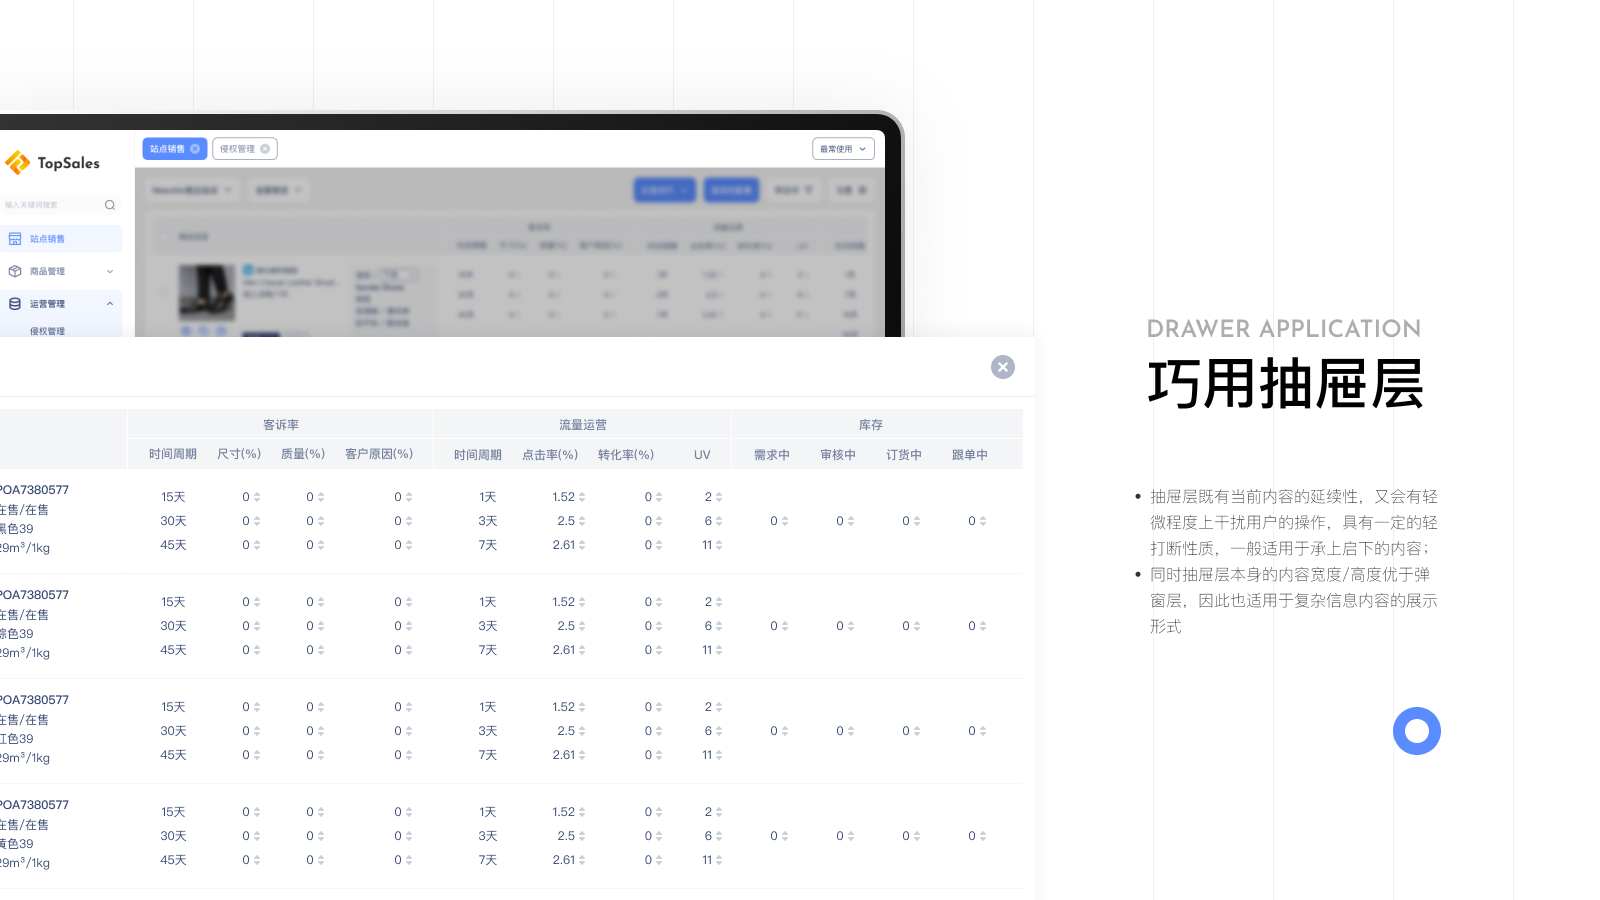 TopSales
站点销售
侵权管理
最常使用
输入关键词搜索
站点销售
商品管理
运营管理
侵权管理
客诉率 流量运营 库存
时间周期 尺寸(%) 质量(%) 客户原因(%) 时间周期 点击率(%) 转化率(%) UV 需求中 审核中 订货中 跟单中
POA7380577
在售/在售
黑色39
29m³/1kg
15天 0 0 0 1天 1.52 0 2
30天 0 0 0 3天 2.5 0 6 0 0 0 0
45天 0 0 0 7天 2.61 0 11
POA7380577
在售/在售
棕色39
29m³/1kg
15天 0 0 0 1天 1.52 0 2
30天 0 0 0 3天 2.5 0 6 0 0 0 0
45天 0 0 0 7天 2.61 0 11
POA7380577
在售/在售
红色39
29m³/1kg
15天 0 0 0 1天 1.52 0 2
30天 0 0 0 3天 2.5 0 6 0 0 0 0
45天 0 0 0 7天 2.61 0 11
POA7380577
在售/在售
黄色39
29m³/1kg
15天 0 0 0 1天 1.52 0 2
30天 0 0 0 3天 2.5 0 6 0 0 0 0
45天 0 0 0 7天 2.61 0 11
DRAWER APPLICATION
巧用抽屉层
抽屉层既有当前内容的延续性，又会有轻
微程度上干扰用户的操作，具有一定的轻
打断性质，一般适用于承上启下的内容；
同时抽屉层本身的内容宽度/高度优于弹
窗层，因此也适用于复杂信息内容的展示
形式